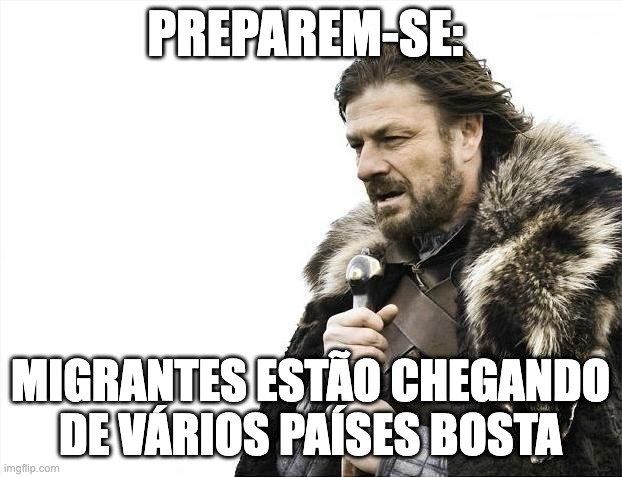 PREPAREM-SE:
MIGRANTES ESTÃO CHEGANDO
DE VÁRIOS PAÍSES BOSTA
imgflip.com